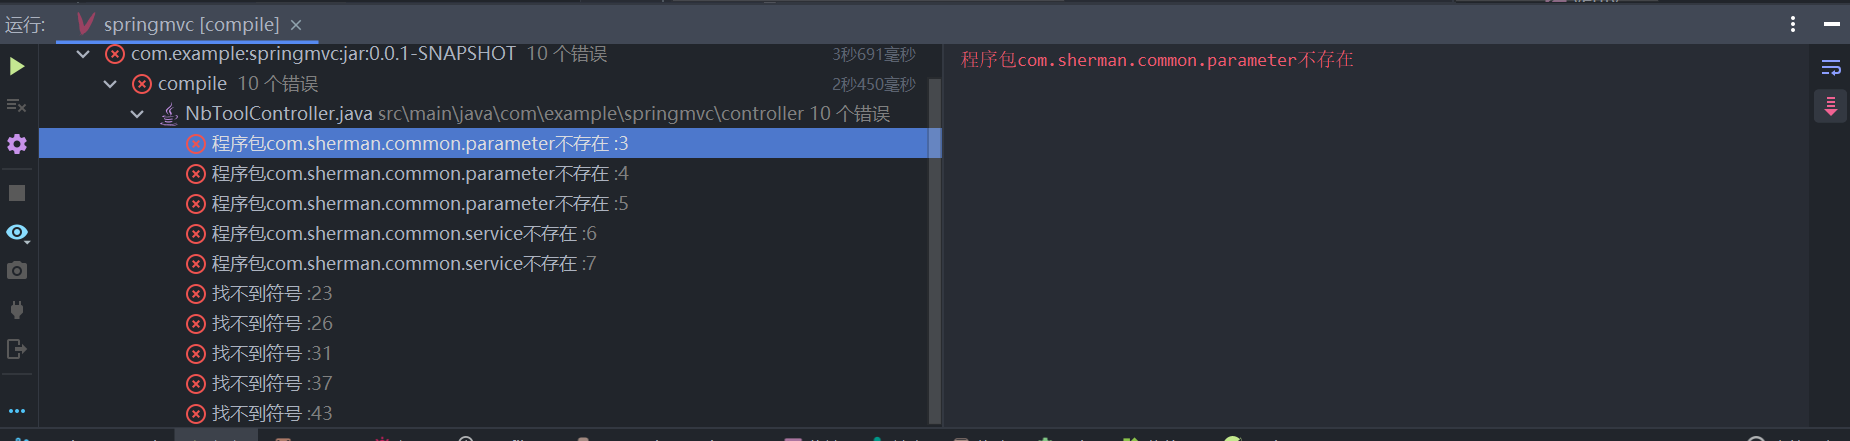 运行: springmvc [compile] ×
com.example:springmvc:jar:0.0.1-SNAPSHOT 10 个错误 3秒691毫秒
compile 10 个错误 2秒450毫秒
NbToolController.java src\main\java\com\example\springmvc\controller 10 个错误
程序包com.sherman.common.parameter不存在 :3
程序包com.sherman.common.parameter不存在 :4
程序包com.sherman.common.parameter不存在 :5
程序包com.sherman.common.service不存在 :6
程序包com.sherman.common.service不存在 :7
找不到符号 :23
找不到符号 :26
找不到符号 :31
找不到符号 :37
找不到符号 :43
程序包com.sherman.common.parameter不存在